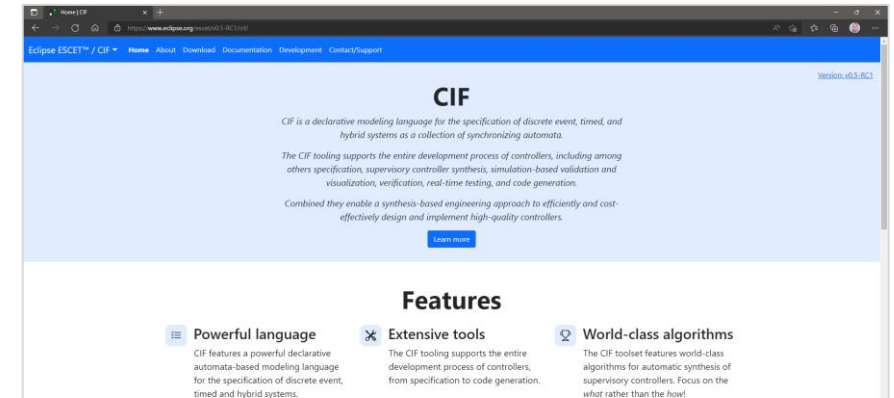 Home | CIF
https://www.eclipse.org/escet/v0.5-RC1/cif/
Eclipse ESCET™ / CIF Home About Download Documentation Development Contact/Support
Version: v0.5-RC1
CIF
CIF is a declarative modeling language for the specification of discrete event, timed, and
hybrid systems as a collection of synchronizing automata.
The CIF tooling supports the entire development process of controllers, including among
others specification, supervisory controller synthesis, simulation-based validation and
visualization, verification, real-time testing, and code generation.
Combined they enable a synthesis-based engineering approach to efficiently and cost-
effectively design and implement high-quality controllers.
Learn more
Features
Powerful language
CIF features a powerful declarative
automata-based modeling language
for the specification of discrete event,
timed and hybrid systems.
Extensive tools
The CIF tooling supports the entire
development process of controllers,
from specification to code generation.
World-class algorithms
The CIF toolset features world-class
algorithms for automatic synthesis of
supervisory controllers. Focus on the
what rather than the how!